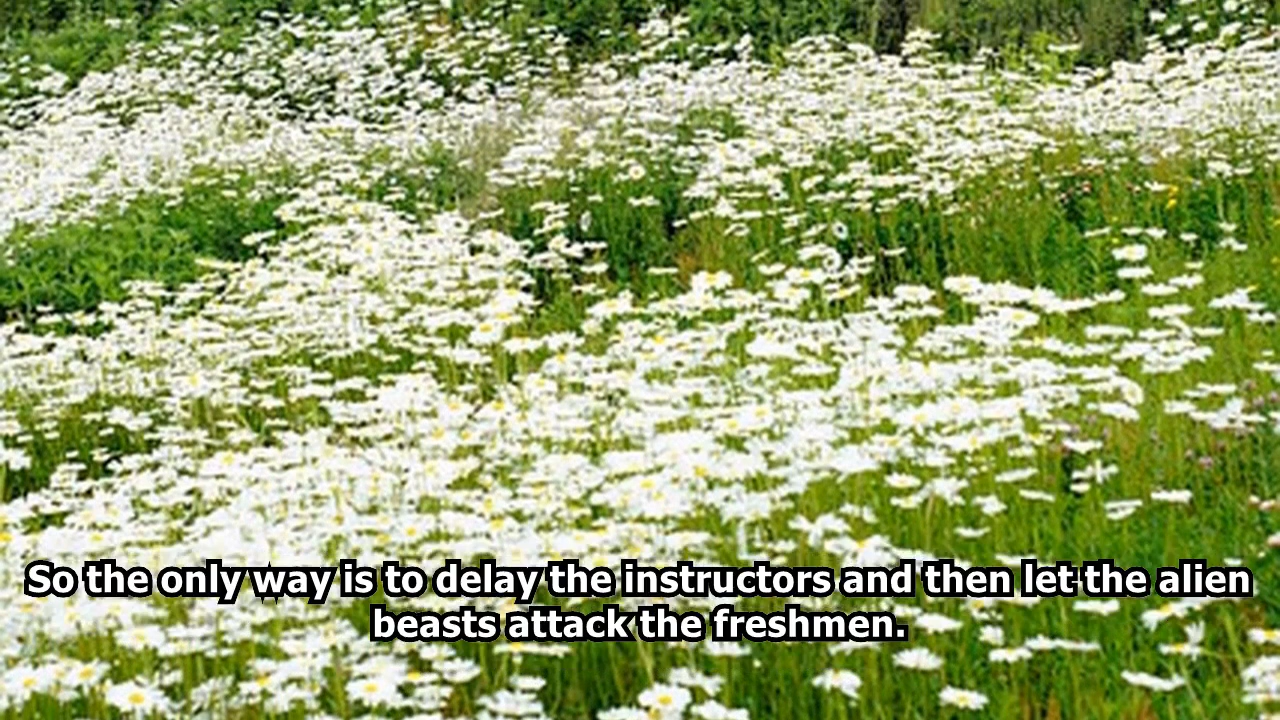 So the only way is to delay the instructors and then let the alien
beasts attack the freshmen.